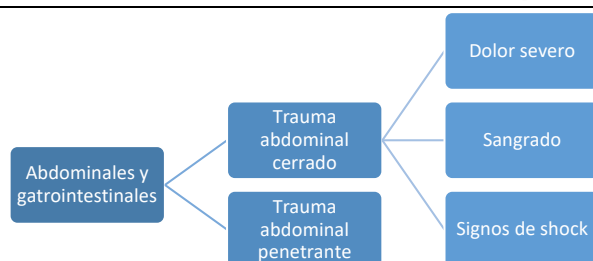 Abdominales y
gatrointestinales
Trauma
abdominal
cerrado
Trauma
abdominal
penetrante
Dolor severo
Sangrado
Signos de shock